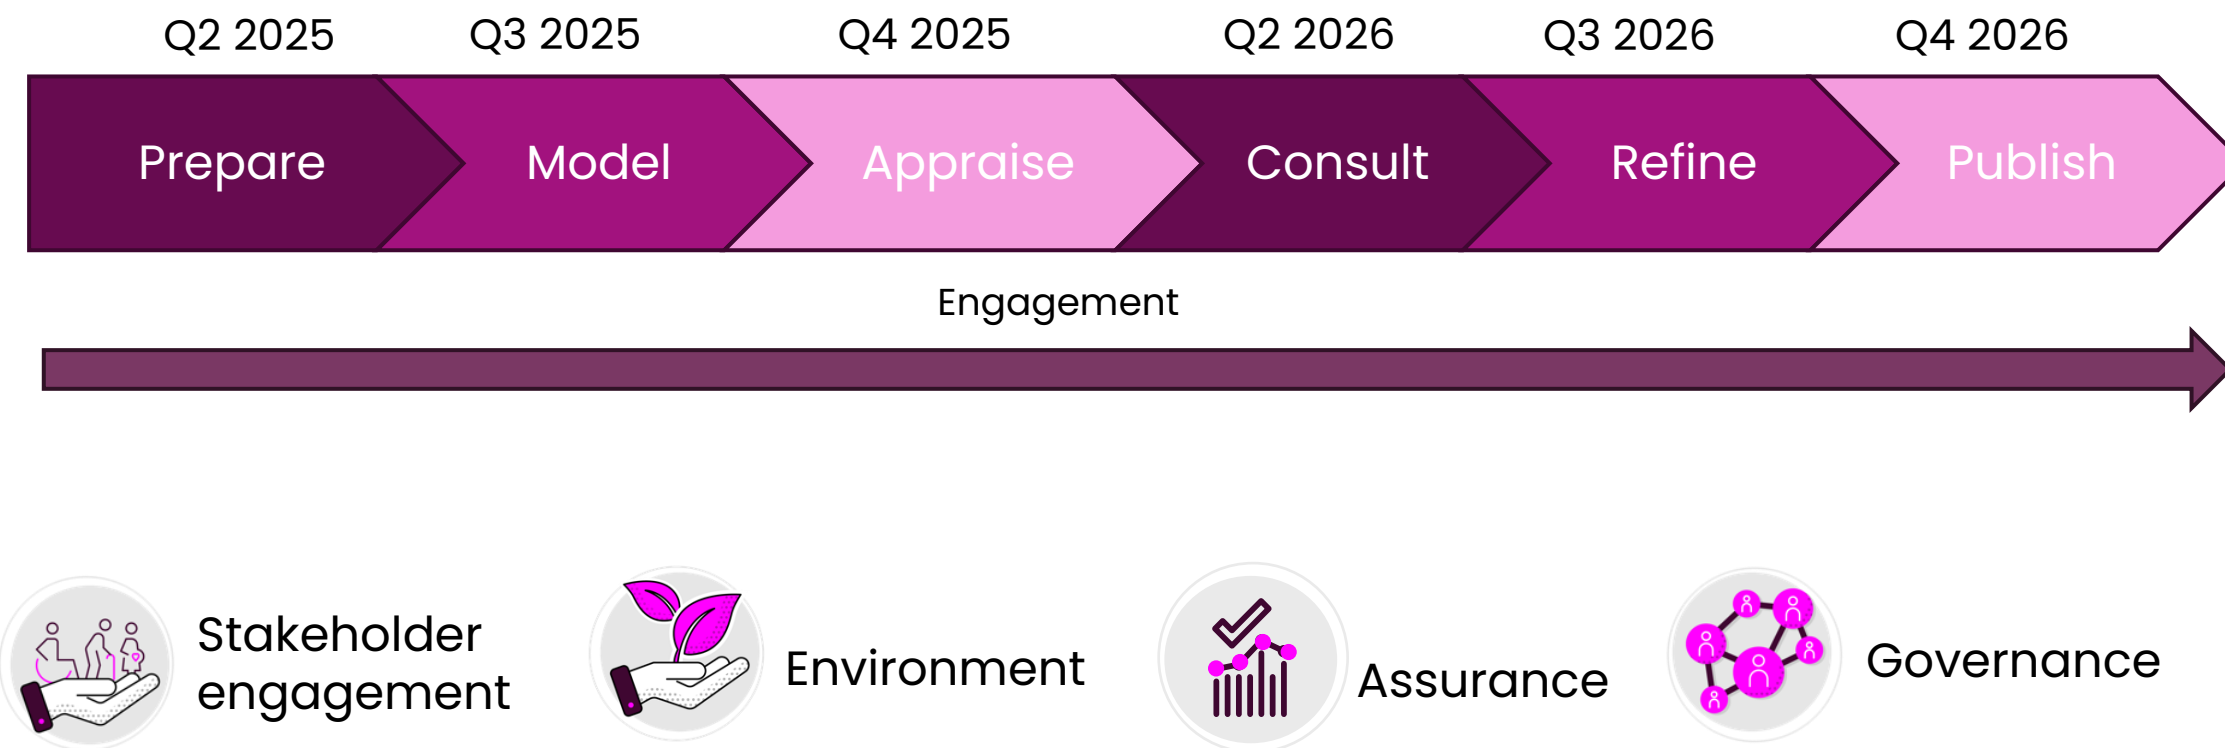 Q2 2025
Q3 2025
Q4 2025
Q2 2026
Q3 2026
Q4 2026
Prepare
Model
Appraise
Consult
Refine
Publish
Engagement
Stakeholder
engagement
Environment
Assurance
Governance